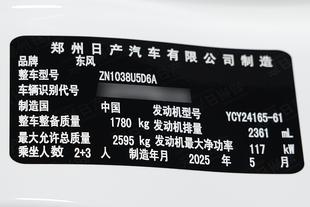 郑州日产汽车有限公司制造
品牌 东风
整车型号 ZN1038U5D6A
车辆识别代号
制造国 中国 发动机型号 YCY24165-61
整车整备质量 1780 kg 发动机排量 2361 mL
最大允许总质量 2595 kg 发动机最大净功率 117 kW
乘坐人数 2+3 人 制造年月 2025 年 5 月